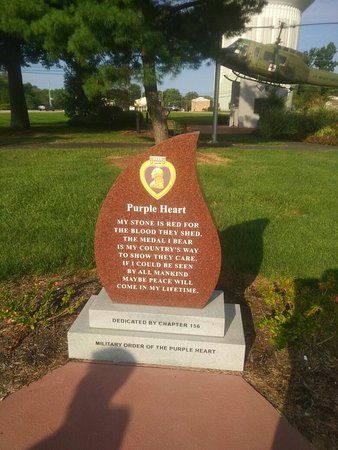 Purple Heart
MY STONE IS RED FOR
THE BLOOD THEY SHED.
THE MEDAL I BEAR
IS MY COUNTRY'S WAY
TO SHOW THEY CARE.
IF I COULD BE SEEN
BY ALL MANKIND
MAYBE PEACE WILL
COME IN MY LIFETIME.
DEDICATED BY CHAPTER 156
MILITARY ORDER OF THE PURPLE HEART